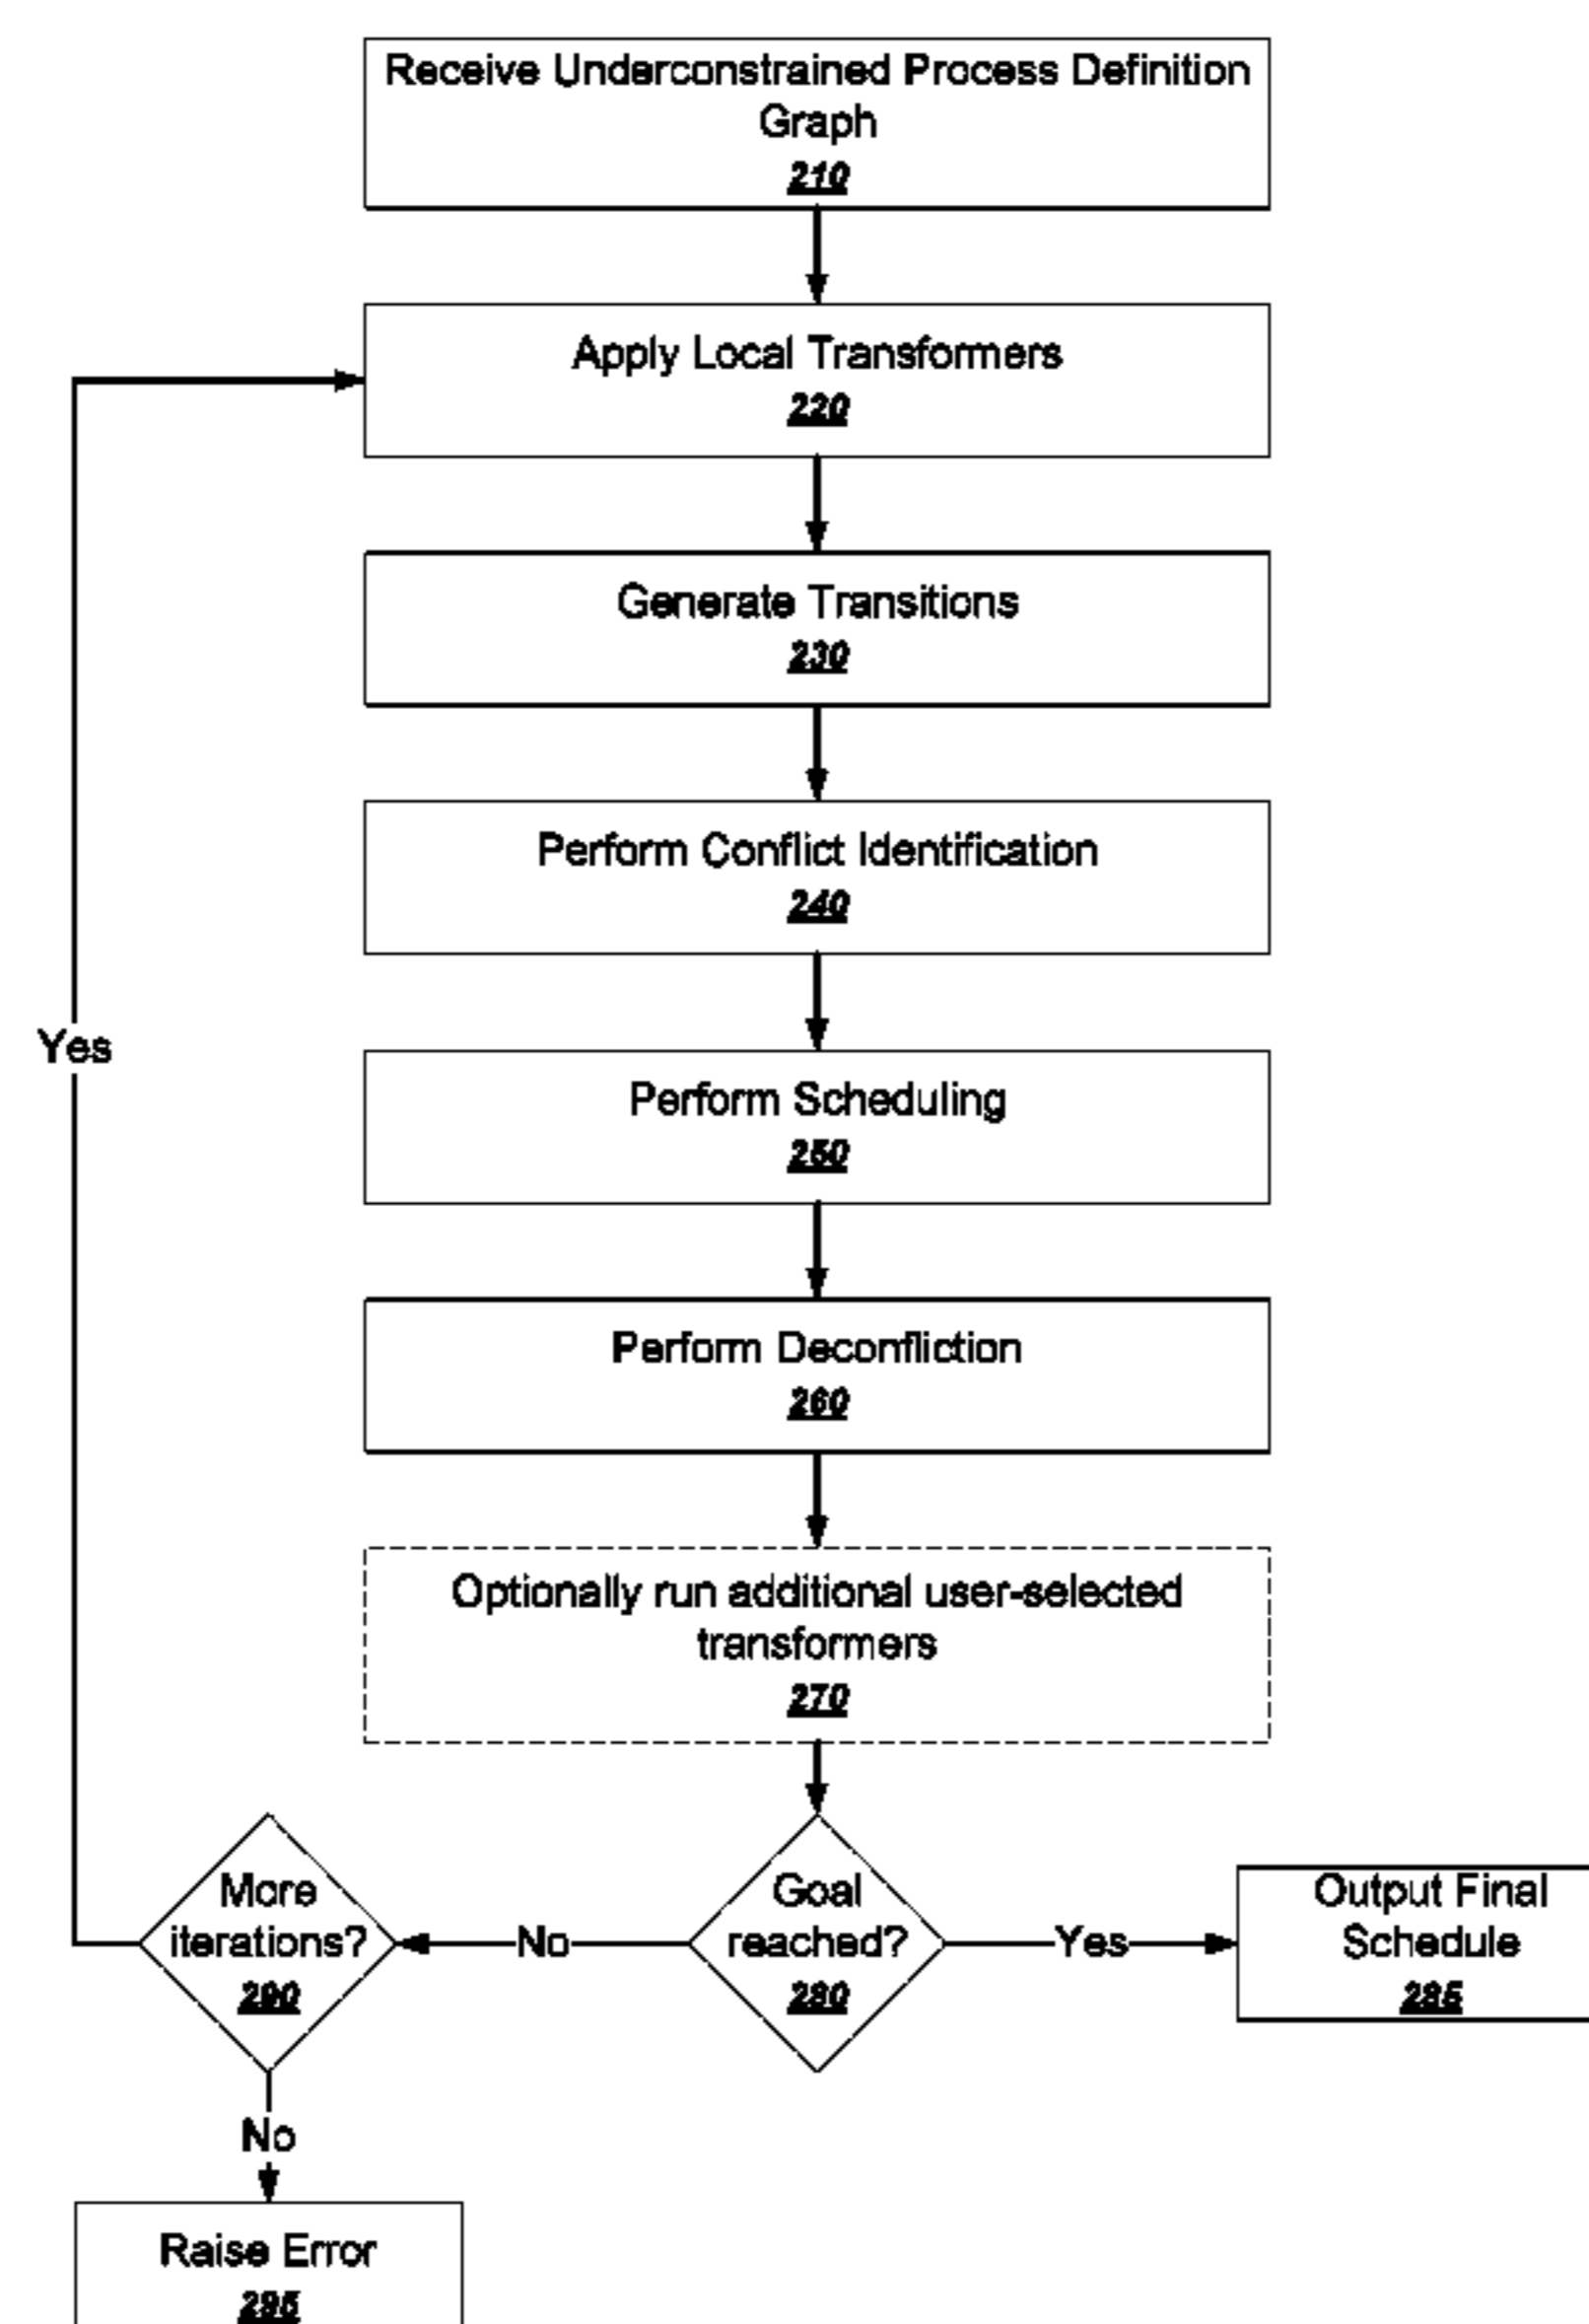 Receive Underconstrained Process Definition
Graph
210
Apply Local Transformers
220
Generate Transitions
230
Perform Conflict Identification
240
Yes
Perform Scheduling
250
Perform Deconfliction
260
Optionally run additional user-selected
transformers
270
More
iterations?
290
No
Goal
reached?
280
Yes
Output Final
Schedule
285
No
Raise Error
295